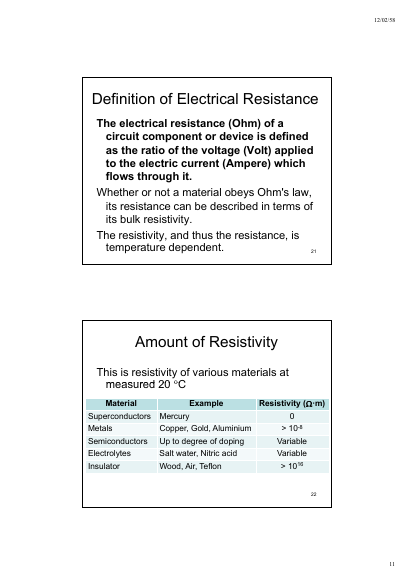 12/02/58
Definition of Electrical Resistance
The electrical resistance (Ohm) of a
circuit component or device is defined
as the ratio of the voltage (Volt) applied
to the electric current (Ampere) which
flows through it.
Whether or not a material obeys Ohm's law,
its resistance can be described in terms of
its bulk resistivity.
The resistivity, and thus the resistance, is
temperature dependent.
21
Amount of Resistivity
This is resistivity of various materials at
measured 20 °C
Material Example Resistivity (Ω·m)
Superconductors Mercury 0
Metals Copper, Gold, Aluminium > 10⁻⁸
Semiconductors Up to degree of doping Variable
Electrolytes Salt water, Nitric acid Variable
Insulator Wood, Air, Teflon > 10¹⁶
22
11